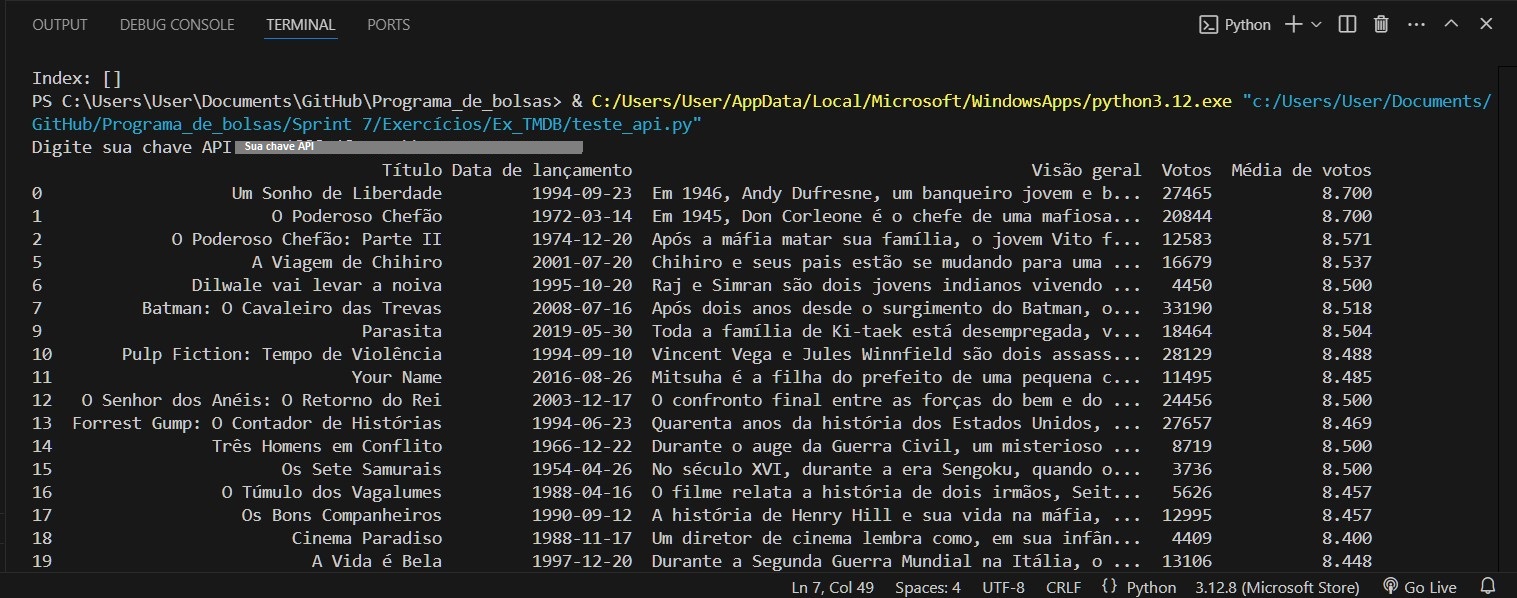 OUTPUT DEBUG CONSOLE TERMINAL PORTS Python
Index: []
PS C:\Users\User\Documents\GitHub\Programa_de_bolsas> & C:/Users/User/AppData/Local/Microsoft/WindowsApps/python3.12.exe "c:/Users/User/Documents/
GitHub/Programa_de_bolsas/Sprint 7/Exercícios/Ex_TMDB/teste_api.py"
Digite sua chave API Sua chave API
Título Data de lançamento Visão geral Votos Média de votos
0 Um Sonho de Liberdade 1994-09-23 Em 1946, Andy Dufresne, um banqueiro jovem e b... 27465 8.700
1 O Poderoso Chefão 1972-03-14 Em 1945, Don Corleone é o chefe de uma mafiosa... 20844 8.700
2 O Poderoso Chefão: Parte II 1974-12-20 Após a máfia matar sua família, o jovem Vito f... 12583 8.571
5 A Viagem de Chihiro 2001-07-20 Chihiro e seus pais estão se mudando para uma ... 16679 8.537
6 Dilwale vai levar a noiva 1995-10-20 Raj e Simran são dois jovens indianos vivendo ... 4450 8.500
7 Batman: O Cavaleiro das Trevas 2008-07-16 Após dois anos desde o surgimento do Batman, o... 33190 8.518
9 Parasita 2019-05-30 Toda a família de Ki-taek está desempregada, v... 18464 8.504
10 Pulp Fiction: Tempo de Violência 1994-09-10 Vincent Vega e Jules Winnfield são dois assass... 28129 8.488
11 Your Name 2016-08-26 Mitsuha é a filha do prefeito de uma pequena c... 11495 8.485
12 O Senhor dos Anéis: O Retorno do Rei 2003-12-17 O confronto final entre as forças do bem e do ... 24456 8.500
13 Forrest Gump: O Contador de Histórias 1994-06-23 Quarenta anos da história dos Estados Unidos, ... 27657 8.469
14 Três Homens em Conflito 1966-12-22 Durante o auge da Guerra Civil, um misterioso ... 8719 8.500
15 Os Sete Samurais 1954-04-26 No século XVI, durante a era Sengoku, quando o... 3736 8.500
16 O Túmulo dos Vagalumes 1988-04-16 O filme relata a história de dois irmãos, Seit... 5626 8.457
17 Os Bons Companheiros 1990-09-12 A história de Henry Hill e sua vida na máfia, ... 12995 8.457
18 Cinema Paradiso 1988-11-17 Um diretor de cinema lembra como, em sua infân... 4409 8.400
19 A Vida é Bela 1997-12-20 Durante a Segunda Guerra Mundial na Itália, o ... 13106 8.448
Ln 7, Col 49 Spaces: 4 UTF-8 CRLF {} Python 3.12.8 (Microsoft Store) Go Live